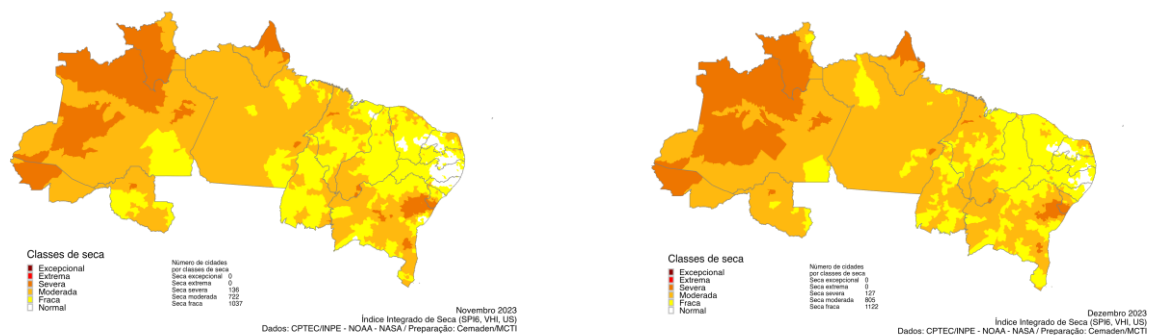 Classes de seca
Excepcional
Extrema
Severa
Moderada
Fraca
Normal
Número de cidades
por classes de seca
Seca excepcional 0
Seca extrema 0
Seca severa 136
Seca moderada 722
Seca fraca 1037
Novembro 2023
Índice Integrado de Seca (SPI6, VHI, US)
Dados: CPTEC/INPE - NOAA - NASA / Preparação: Cemaden/MCTI
Classes de seca
Excepcional
Extrema
Severa
Moderada
Fraca
Normal
Número de cidades
por classes de seca
Seca excepcional 0
Seca extrema 0
Seca severa 127
Seca moderada 805
Seca fraca 1122
Dezembro 2023
Índice Integrado de Seca (SPI6, VHI, US)
Dados: CPTEC/INPE - NOAA - NASA / Preparação: Cemaden/MCTI